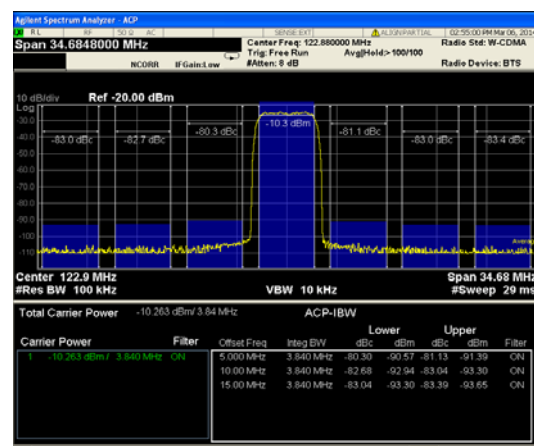 Agilent Spectrum Analyzer - ACP
RL RF 50 Ω AC SENSE:EXT ALIGN PARTIAL 02:55:00 PM Mar 06, 201
Span 34.6848000 MHz Center Freq: 122.880000 MHz Radio Std: W-CDMA
Trig: Free Run Avg|Hold:> 100/100
NCORR IFGain:Low #Atten: 8 dB Radio Device: BTS
10 dB/div Ref -20.00 dBm
Log
-30.0
-40.0
-50.0
-60.0
-70.0
-80.0
-90.0
-100
-110
-83.0 dBc -82.7 dBc -80.3 dBc -10.3 dBm -81.1 dBc -83.0 dBc -83.4 dBc
Average
Center 122.9 MHz Span 34.68 MHz
#Res BW 100 kHz VBW 10 kHz #Sweep 29 ms
Total Carrier Power -10.263 dBm/ 3.84 MHz ACP-IBW
Lower Upper
Carrier Power Filter Offset Freq Integ BW dBc dBm dBc dBm Filter
1 -10.263 dBm / 3.840 MHz ON 5.000 MHz 3.840 MHz -80.30 -90.57 -81.13 -91.39 ON
10.00 MHz 3.840 MHz -82.68 -92.94 -83.04 -93.30 ON
15.00 MHz 3.840 MHz -83.04 -93.30 -83.39 -93.65 ON